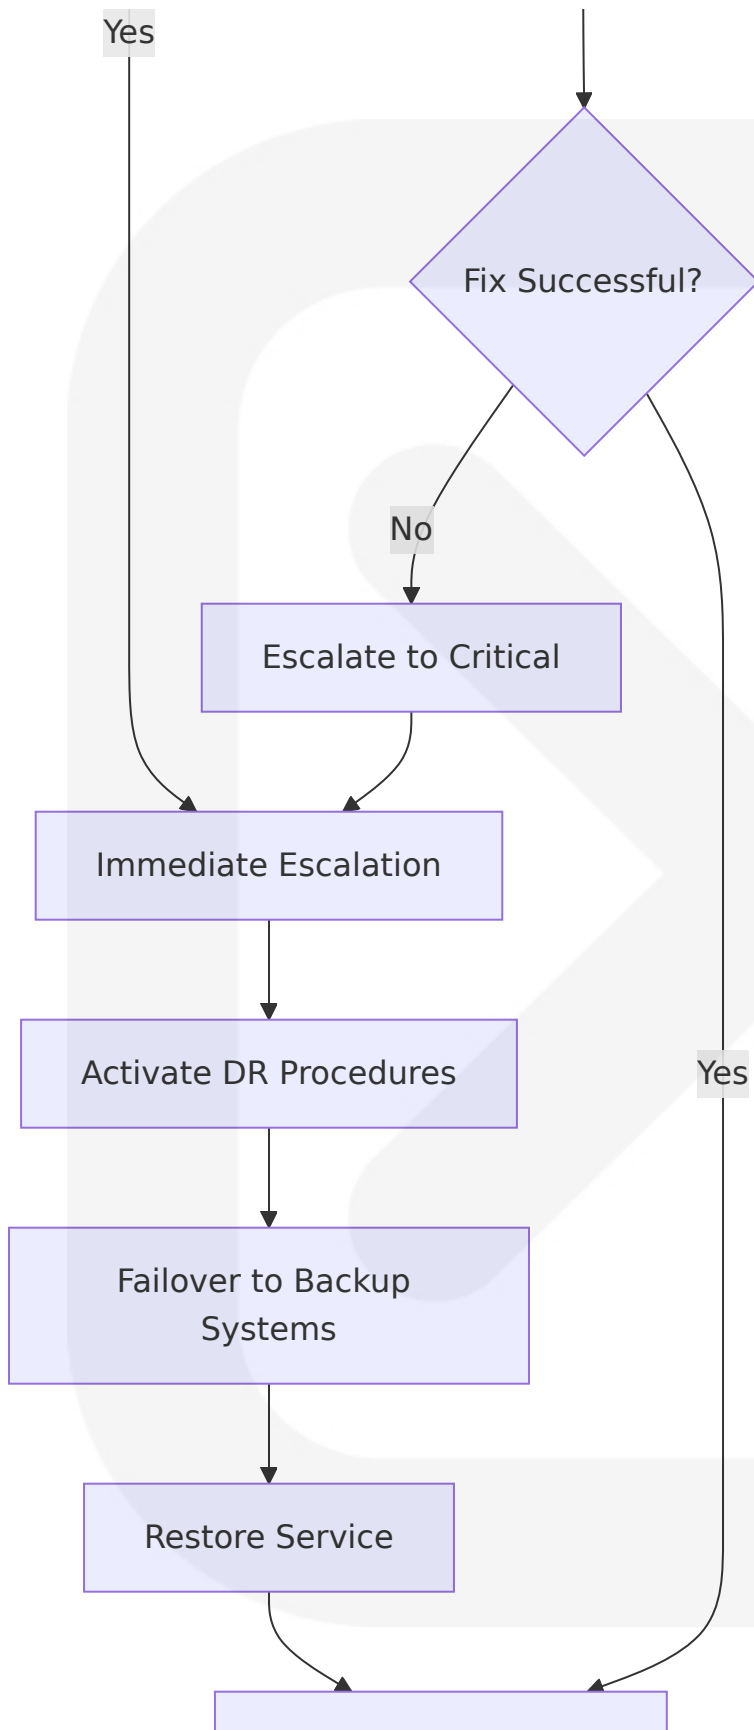 Yes
Fix Successful?
No
Escalate to Critical
Immediate Escalation
Activate DR Procedures
Yes
Failover to Backup
Systems
Restore Service